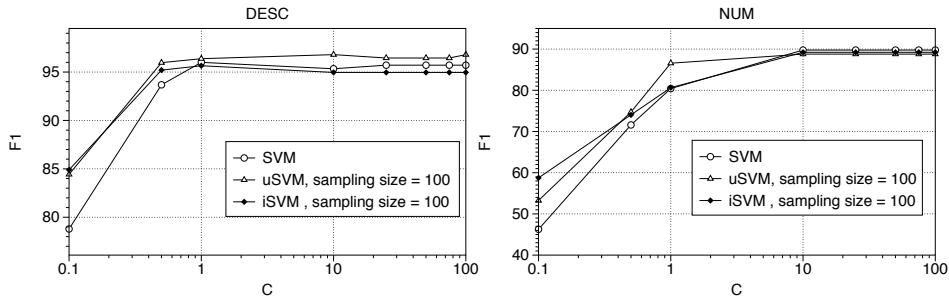 DESC
F1
95
90
85
80
SVM
uSVM, sampling size = 100
iSVM , sampling size = 100
0.1 1 10 100
C
NUM
F1
90
80
70
60
50
40
SVM
uSVM, sampling size = 100
iSVM , sampling size = 100
0.1 1 10 100
C